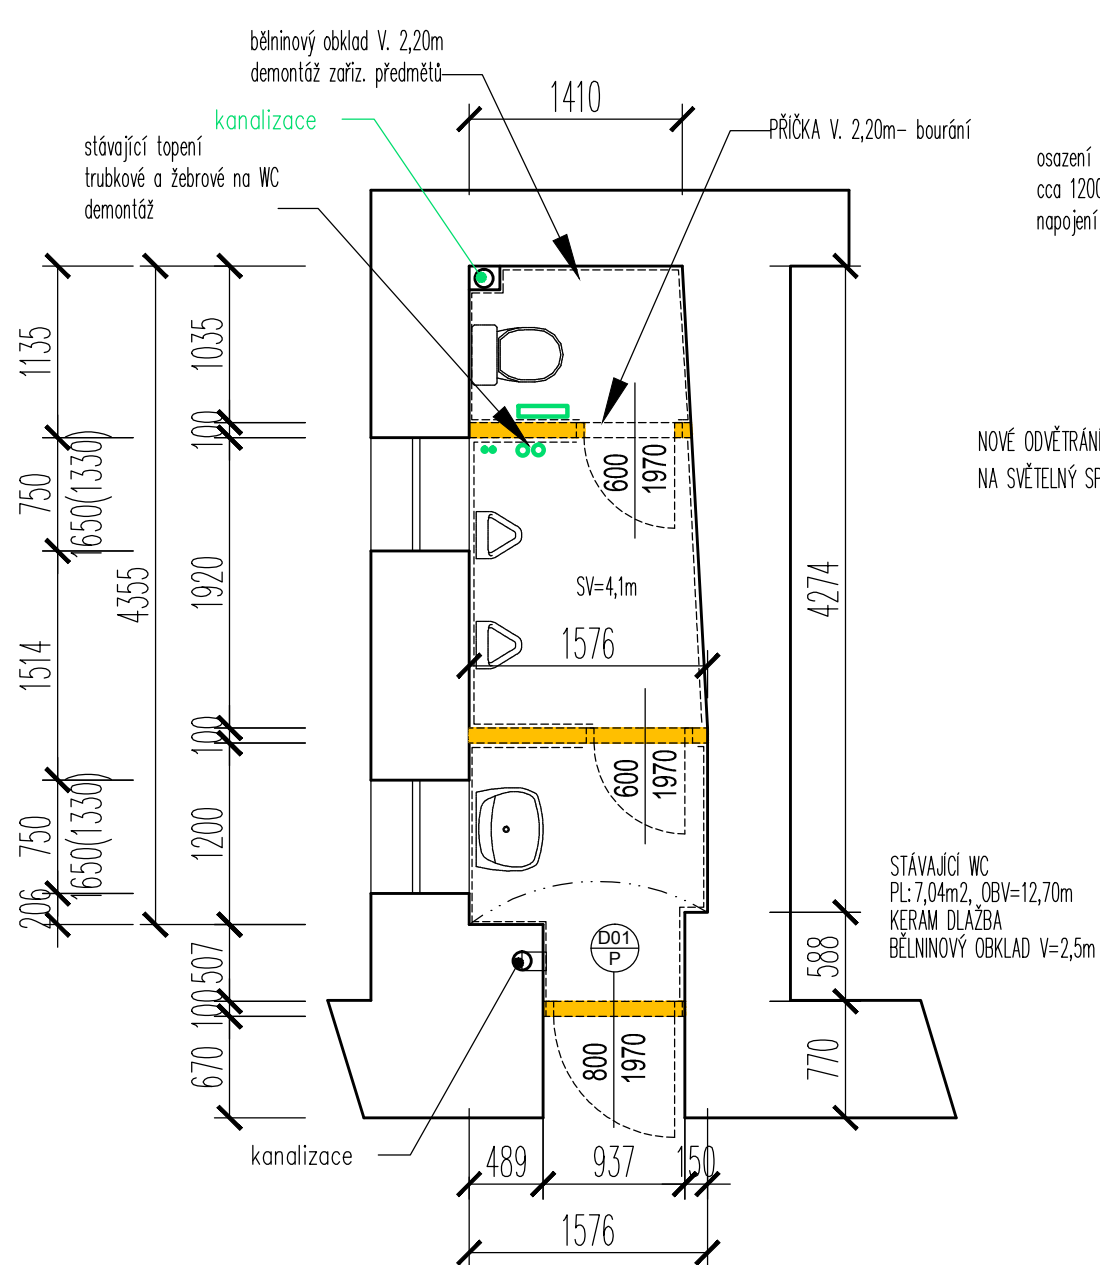 bělninový obklad V. 2,20m
demontáž zařiz. předmětů
kanalizace
stávající topení
trubkové a žebrové na WC
demontáž
1410
PŘÍČKA V. 2,20m- bourání
osazení
cca 1200
napojení
1135
1035
100
100
750
1650(1330)
600
1970
NOVÉ ODVĚTRÁNÍ
NA SVĚTELNÝ SP
4355
1920
SV=4,1m
4274
1514
1576
100
600
1970
750
1650(1330)
1200
206
STÁVAJÍCÍ WC
PL:7,04m2, OBV=12,70m
KERAM DLAŽBA
BĚLNINOVÝ OBKLAD V=2,5m
D01
P
507
588
100
670
800
1970
770
kanalizace
489
937
150
1576